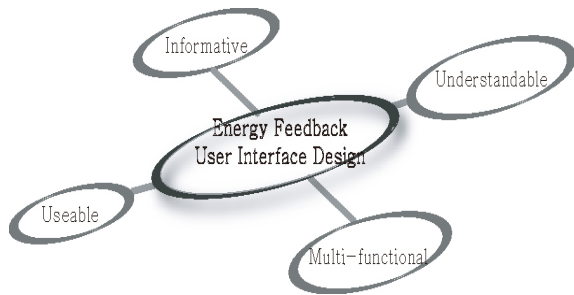 Informative
Understandable
Energy Feedback
User Interface Design
Useable
Multi-functional